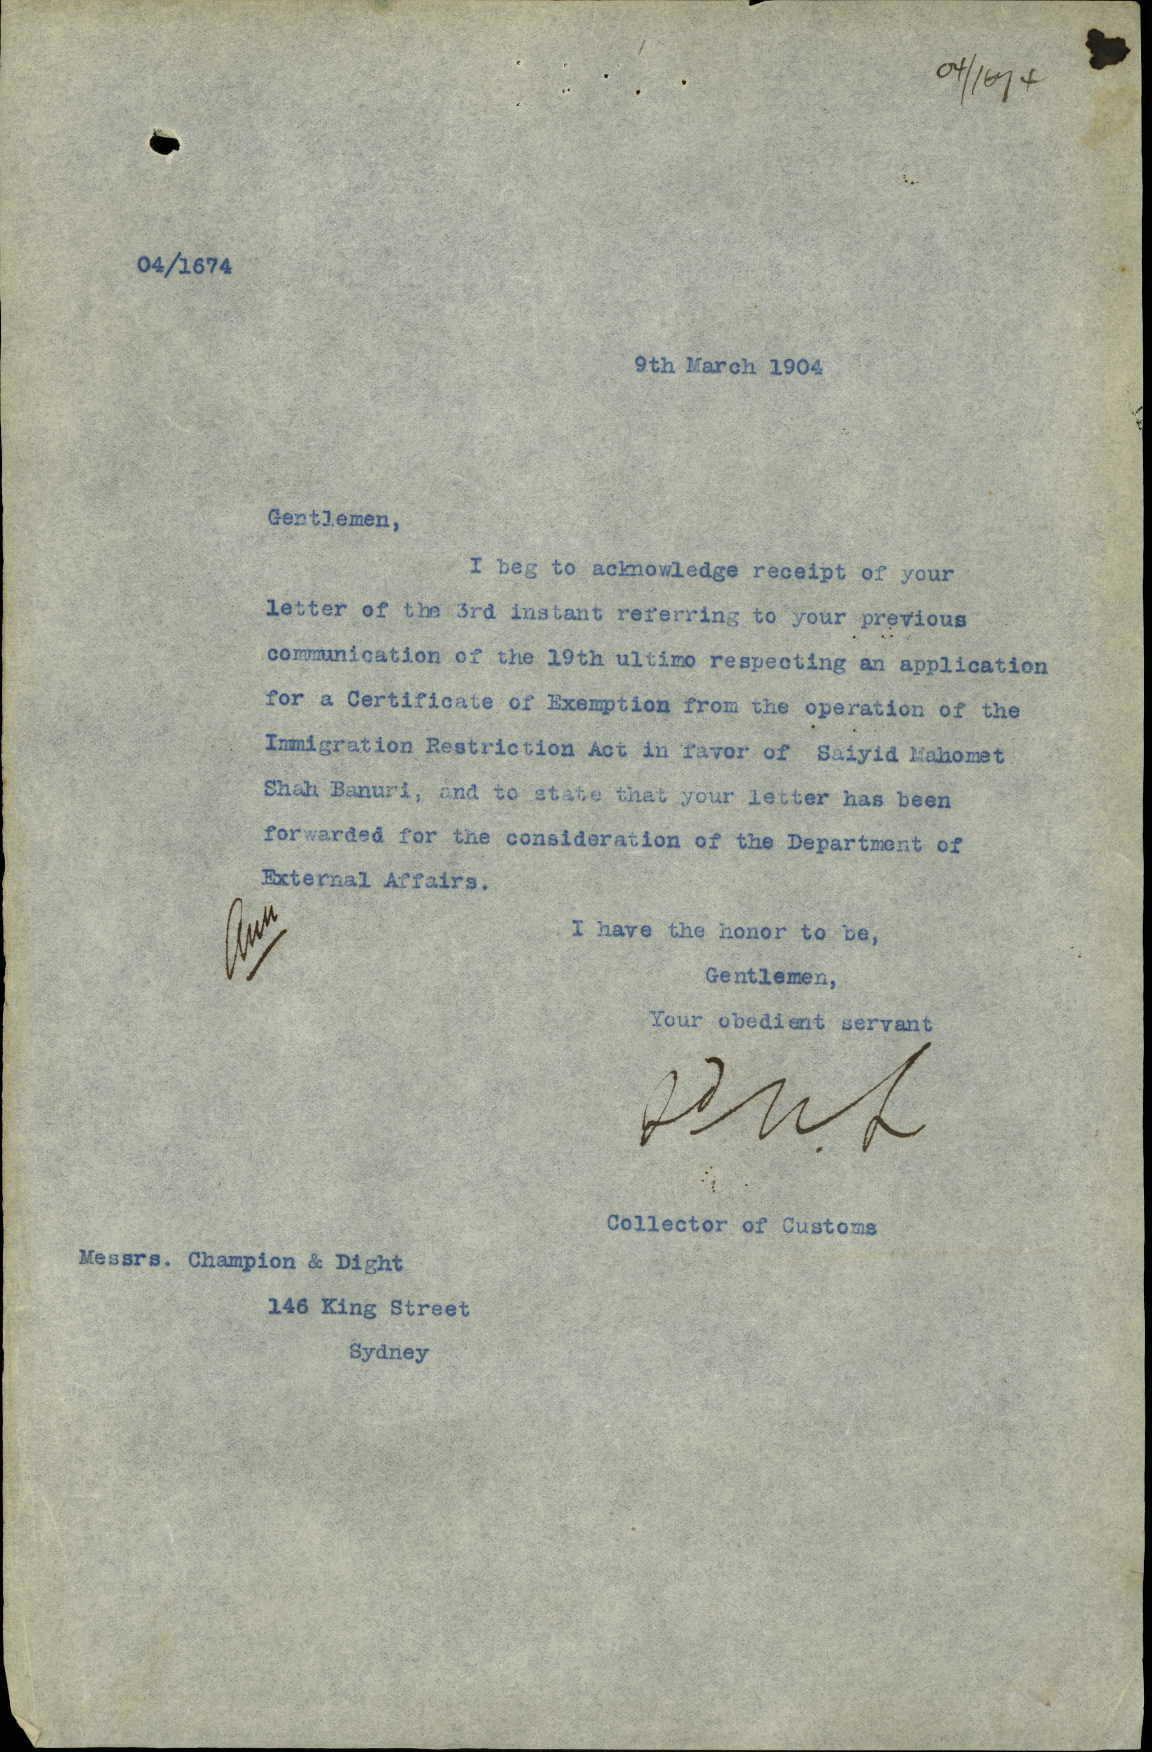 04/1674
04/1674
9th March 1904
Gentlemen,
I beg to acknowledge receipt of your
letter of the 3rd instant referring to your previous
communication of the 19th ultimo respecting an application
for a Certificate of Exemption from the operation of the
Immigration Restriction Act in favor of Saiyid Mahomet
Shah Banuri, and to state that your letter has been
forwarded for the consideration of the Department of
External Affairs.
I have the honor to be,
Gentlemen,
Your obedient servant
Sd N. L
Collector of Customs
Messrs. Champion & Dight
146 King Street
Sydney